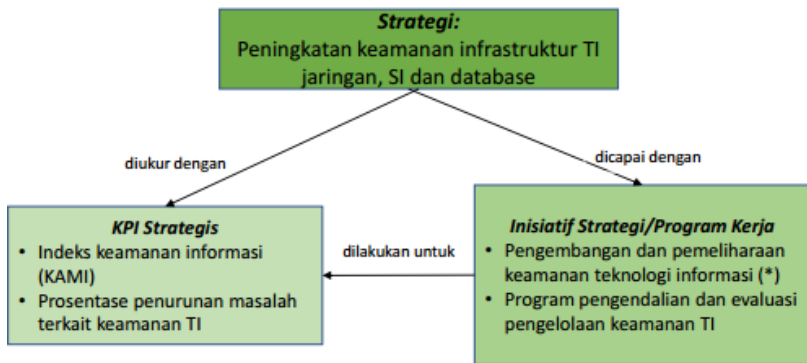 Strategi:
Peningkatan keamanan infrastruktur TI
jaringan, SI dan database
diukur dengan
dicapai dengan
KPI Strategis
• Indeks keamanan informasi
(KAMI)
• Prosentase penurunan masalah
terkait keamanan TI
dilakukan untuk
Inisiatif Strategi/Program Kerja
• Pengembangan dan pemeliharaan
keamanan teknologi informasi (*)
• Program pengendalian dan evaluasi
pengelolaan keamanan TI